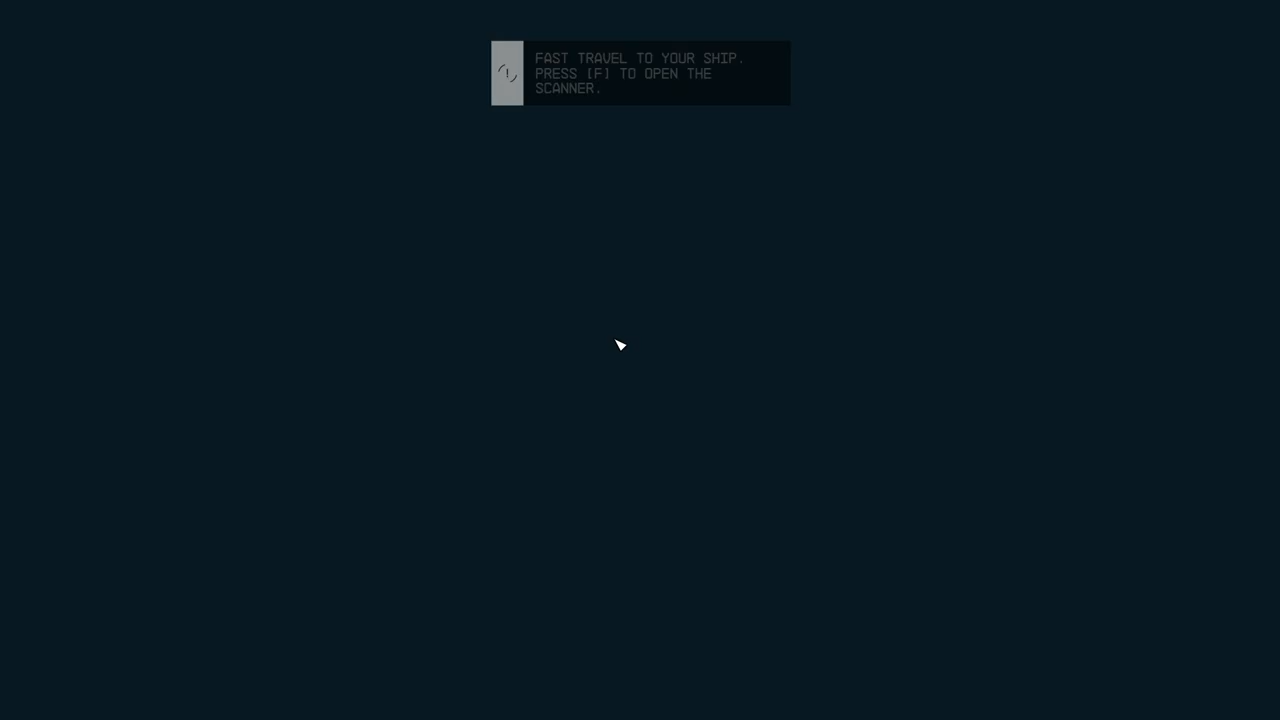 FAST TRAVEL TO YOUR SHIP.
PRESS [F] TO OPEN THE
SCANNER.